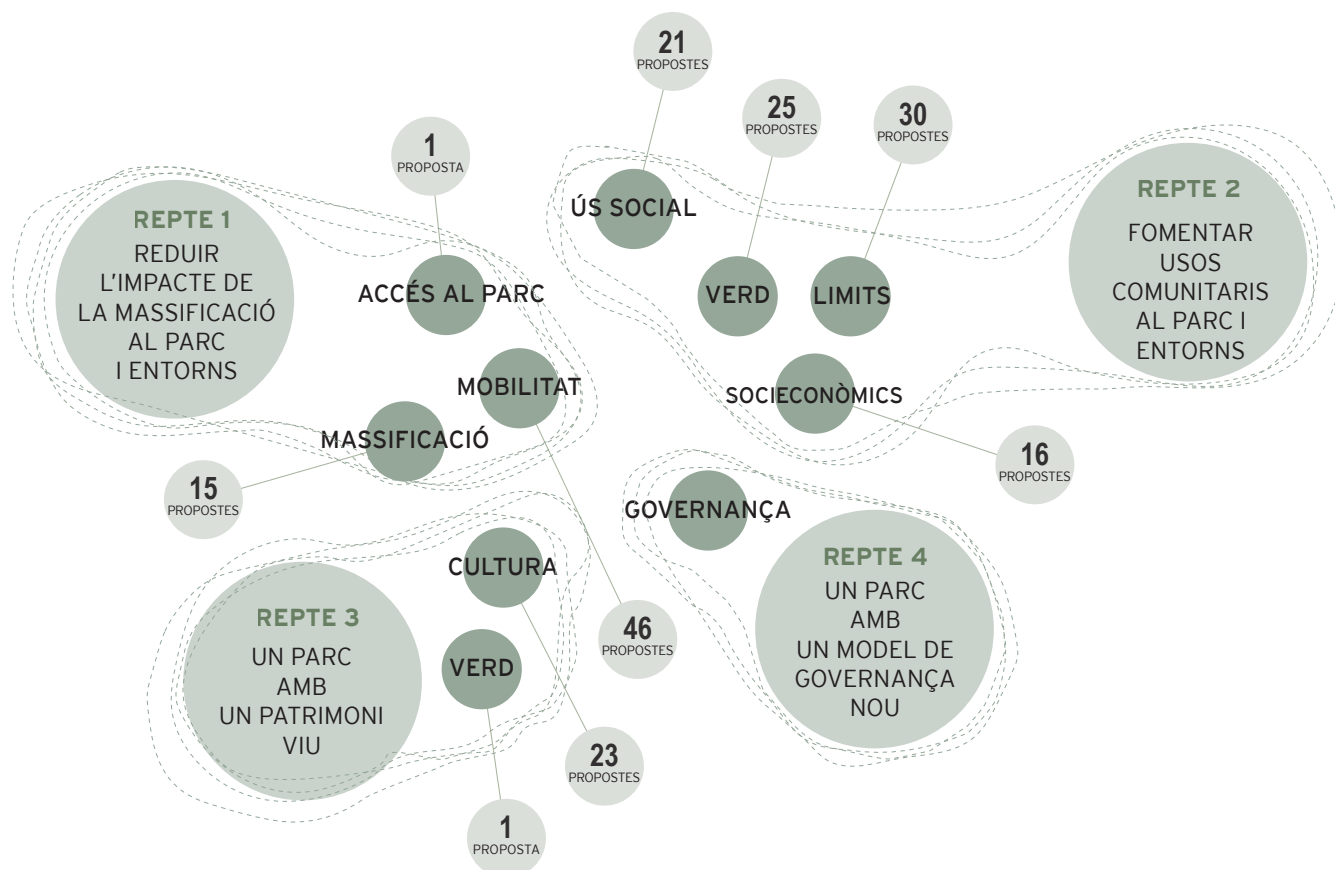 21
PROPOSTES
25
PROPOSTES
30
PROPOSTES
1
PROPOSTA
REPTE 1
REDUIR
L'IMPACTE DE
LA MASSIFICACIÓ
AL PARC
I ENTORNS
ACCÉS AL PARC
MOBILITAT
MASSIFICACIÓ
15
PROPOSTES
ÚS SOCIAL
VERD
LIMITS
SOCIECONÒMICS
REPTE 2
FOMENTAR
USOS
COMUNITARIS
AL PARC I
ENTORNS
16
PROPOSTES
REPTE 3
UN PARC
AMB
UN PATRIMONI
VIU
CULTURA
VERD
46
PROPOSTES
23
PROPOSTES
1
PROPOSTA
GOVERNANÇA
REPTE 4
UN PARC
AMB
UN MODEL DE
GOVERNANÇA
NOU